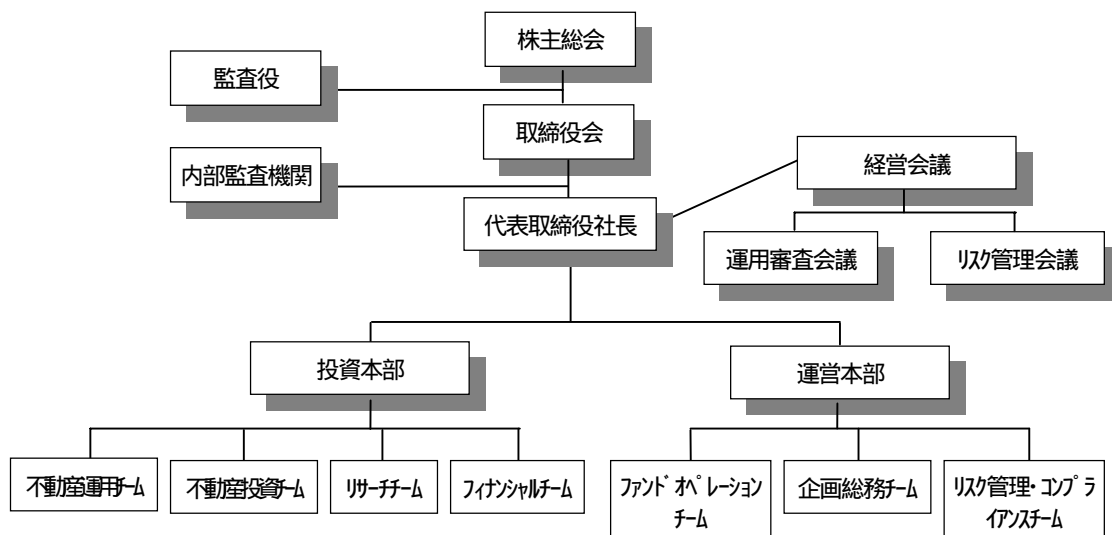 株主総会
監査役
取締役会
内部監査機関
経営会議
代表取締役社長
運用審査会議
リスク管理会議
投資本部
運営本部
不動産運用チーム
不動産投資チーム
リサーチチーム
フィナンシャルチーム
ファンドオペレーション
チーム
企画総務チーム
リスク管理・コンプラ
イアンスチーム